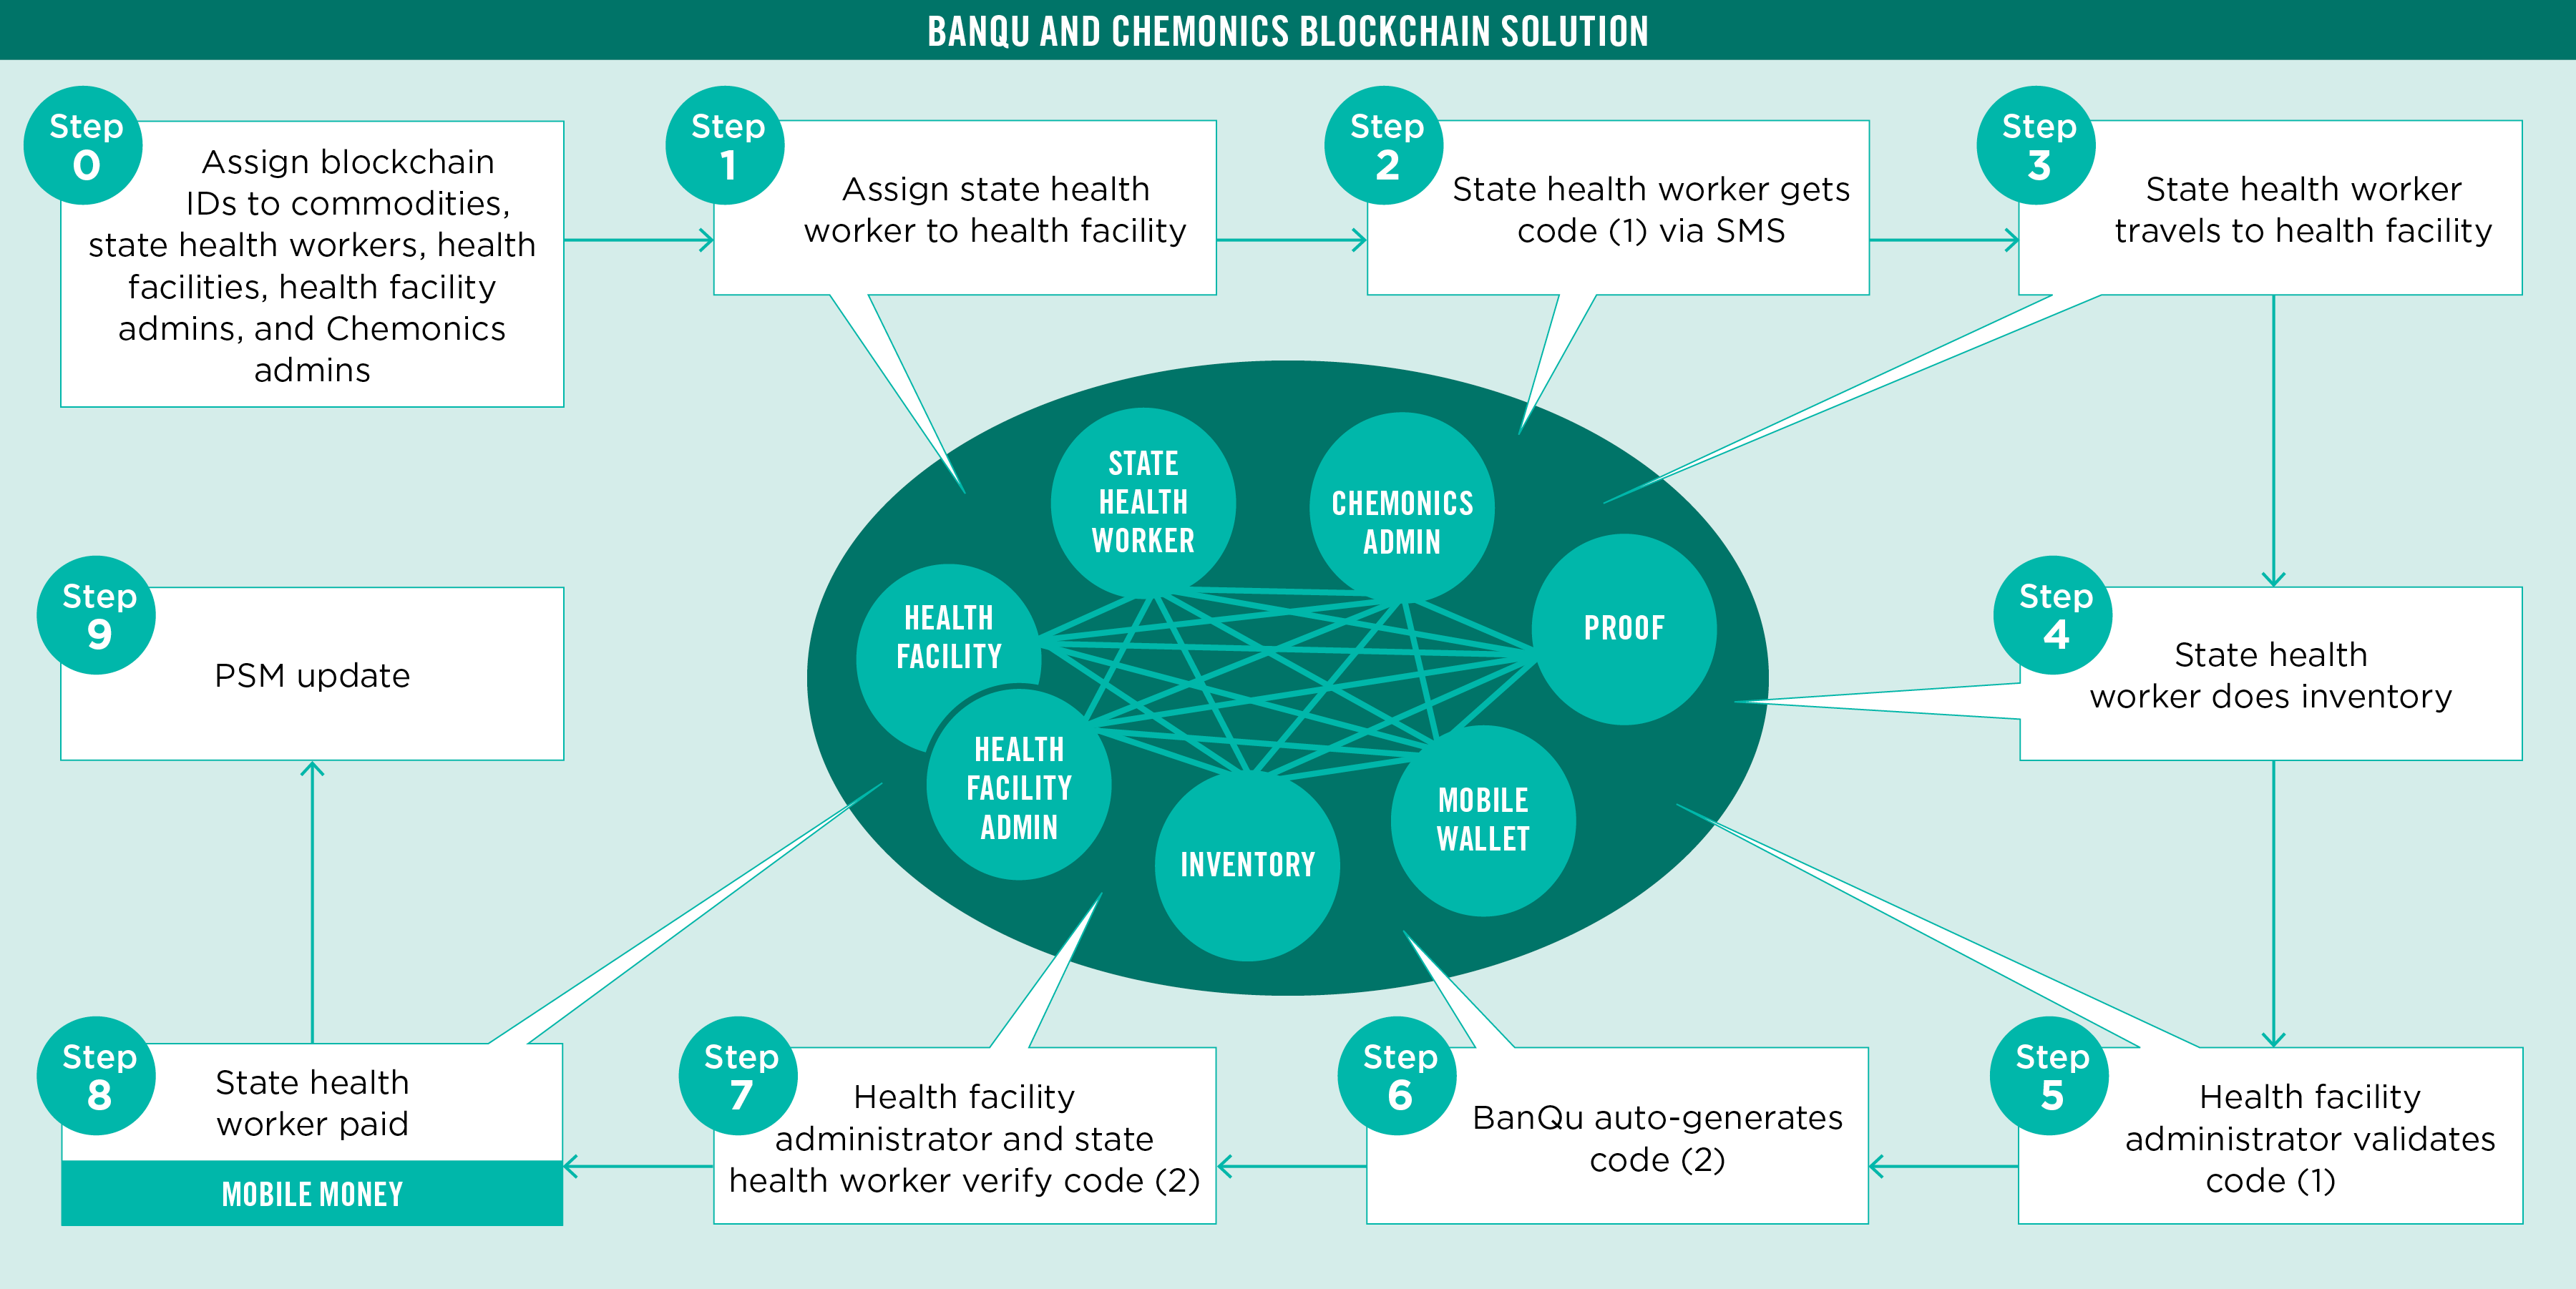 BANQU AND CHEMONICS BLOCKCHAIN SOLUTION
Step
0
Assign blockchain
IDs to commodities,
state health workers, health
facilities, health facility
admins, and Chemonics
admins
Step
1
Assign state health
worker to health facility
Step
2
State health worker gets
code (1) via SMS
Step
3
State health worker
travels to health facility
Step
4
State health
worker does inventory
Step
5
Health facility
administrator validates
code (1)
Step
6
BanQu auto-generates
code (2)
Step
7
Health facility
administrator and state
health worker verify code (2)
Step
8
State health
worker paid
MOBILE MONEY
Step
9
PSM update
STATE
HEALTH
WORKER
CHEMONICS
ADMIN
PROOF
MOBILE
WALLET
INVENTORY
HEALTH
FACILITY
ADMIN
HEALTH
FACILITY